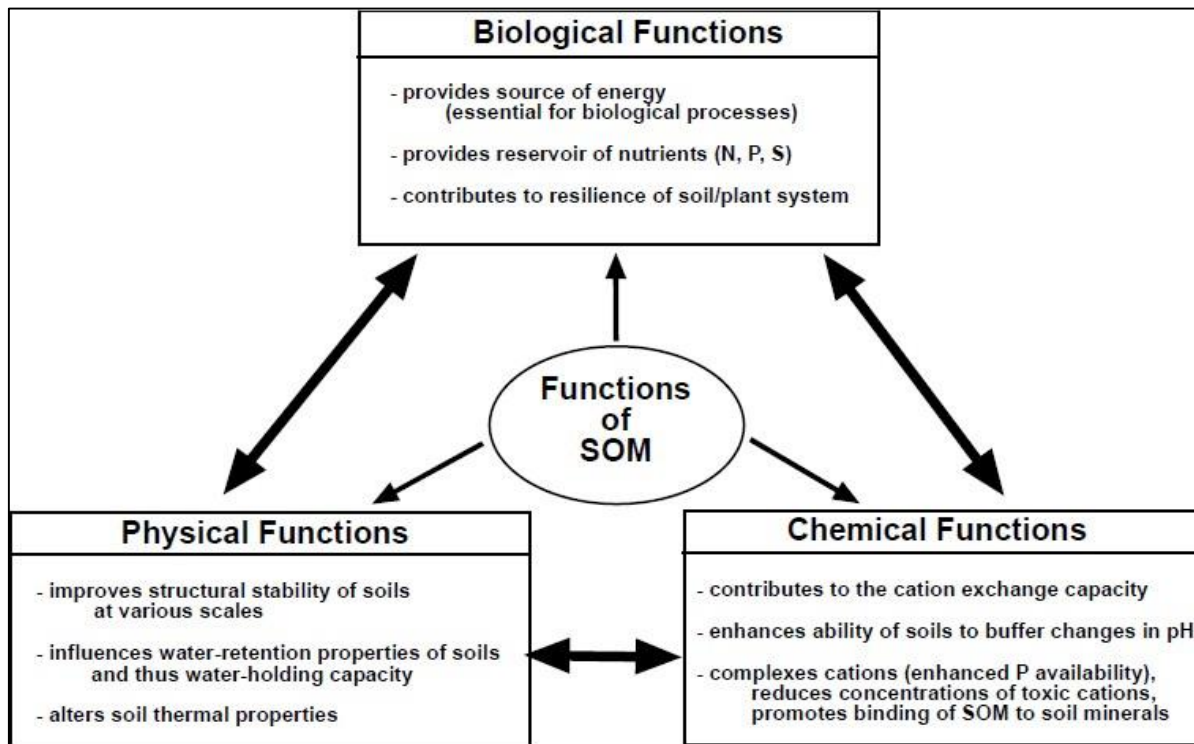 Biological Functions
- provides source of energy
(essential for biological processes)
- provides reservoir of nutrients (N, P, S)
- contributes to resilience of soil/plant system
Functions
of
SOM
Physical Functions
- improves structural stability of soils
at various scales
- influences water-retention properties of soils
and thus water-holding capacity
- alters soil thermal properties
Chemical Functions
- contributes to the cation exchange capacity
- enhances ability of soils to buffer changes in pH
- complexes cations (enhanced P availability),
reduces concentrations of toxic cations,
promotes binding of SOM to soil minerals